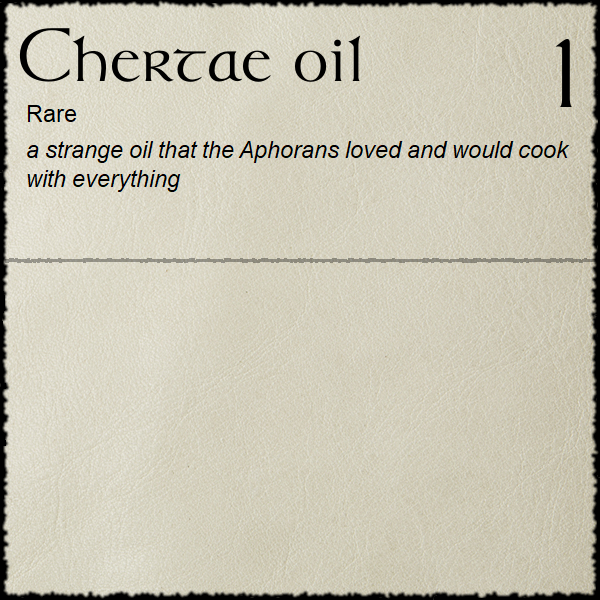 Chertae oil
1
Rare
a strange oil that the Aphorans loved and would cook
with everything